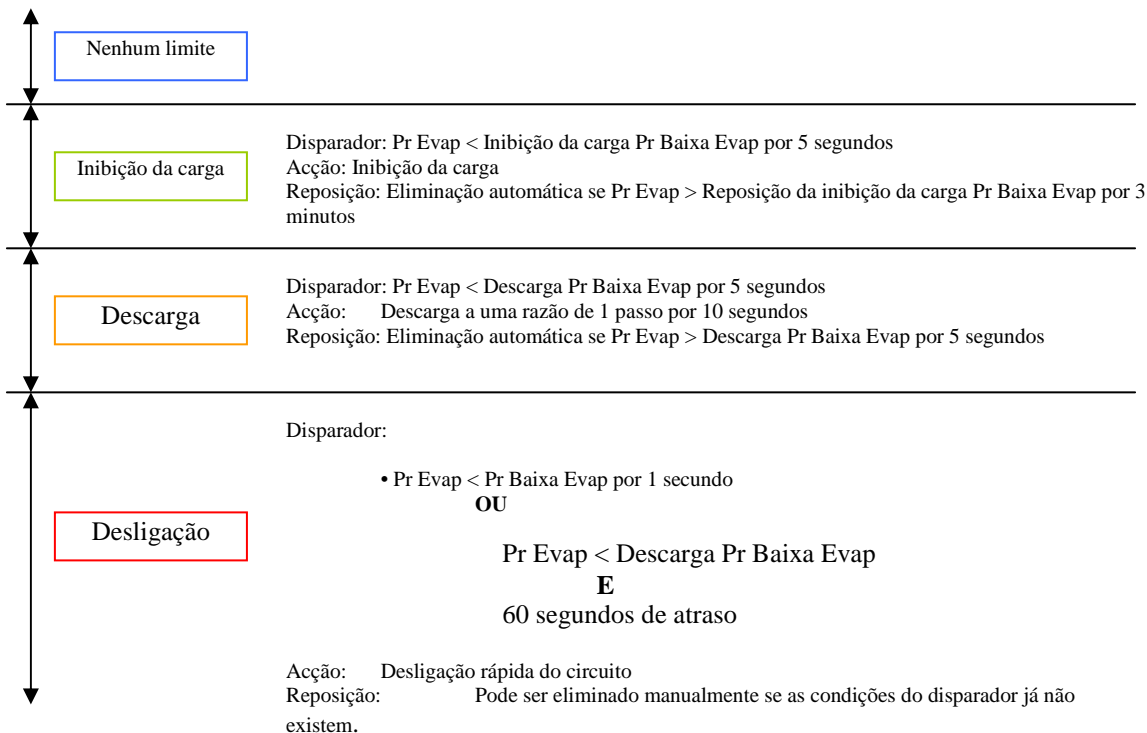 Nenhum limite
Inibição da carga
Disparador: Pr Evap < Inibição da carga Pr Baixa Evap por 5 segundos
Acção: Inibição da carga
Reposição: Eliminação automática se Pr Evap > Reposição da inibição da carga Pr Baixa Evap por 3
minutos
Descarga
Disparador: Pr Evap < Descarga Pr Baixa Evap por 5 segundos
Acção: Descarga a uma razão de 1 passo por 10 segundos
Reposição: Eliminação automática se Pr Evap > Descarga Pr Baixa Evap por 5 segundos
Desligação
Disparador:
• Pr Evap < Pr Baixa Evap por 1 secundo
OU
Pr Evap < Descarga Pr Baixa Evap
E
60 segundos de atraso
Acção: Desligação rápida do circuito
Reposição: Pode ser eliminado manualmente se as condições do disparador já não
existem.